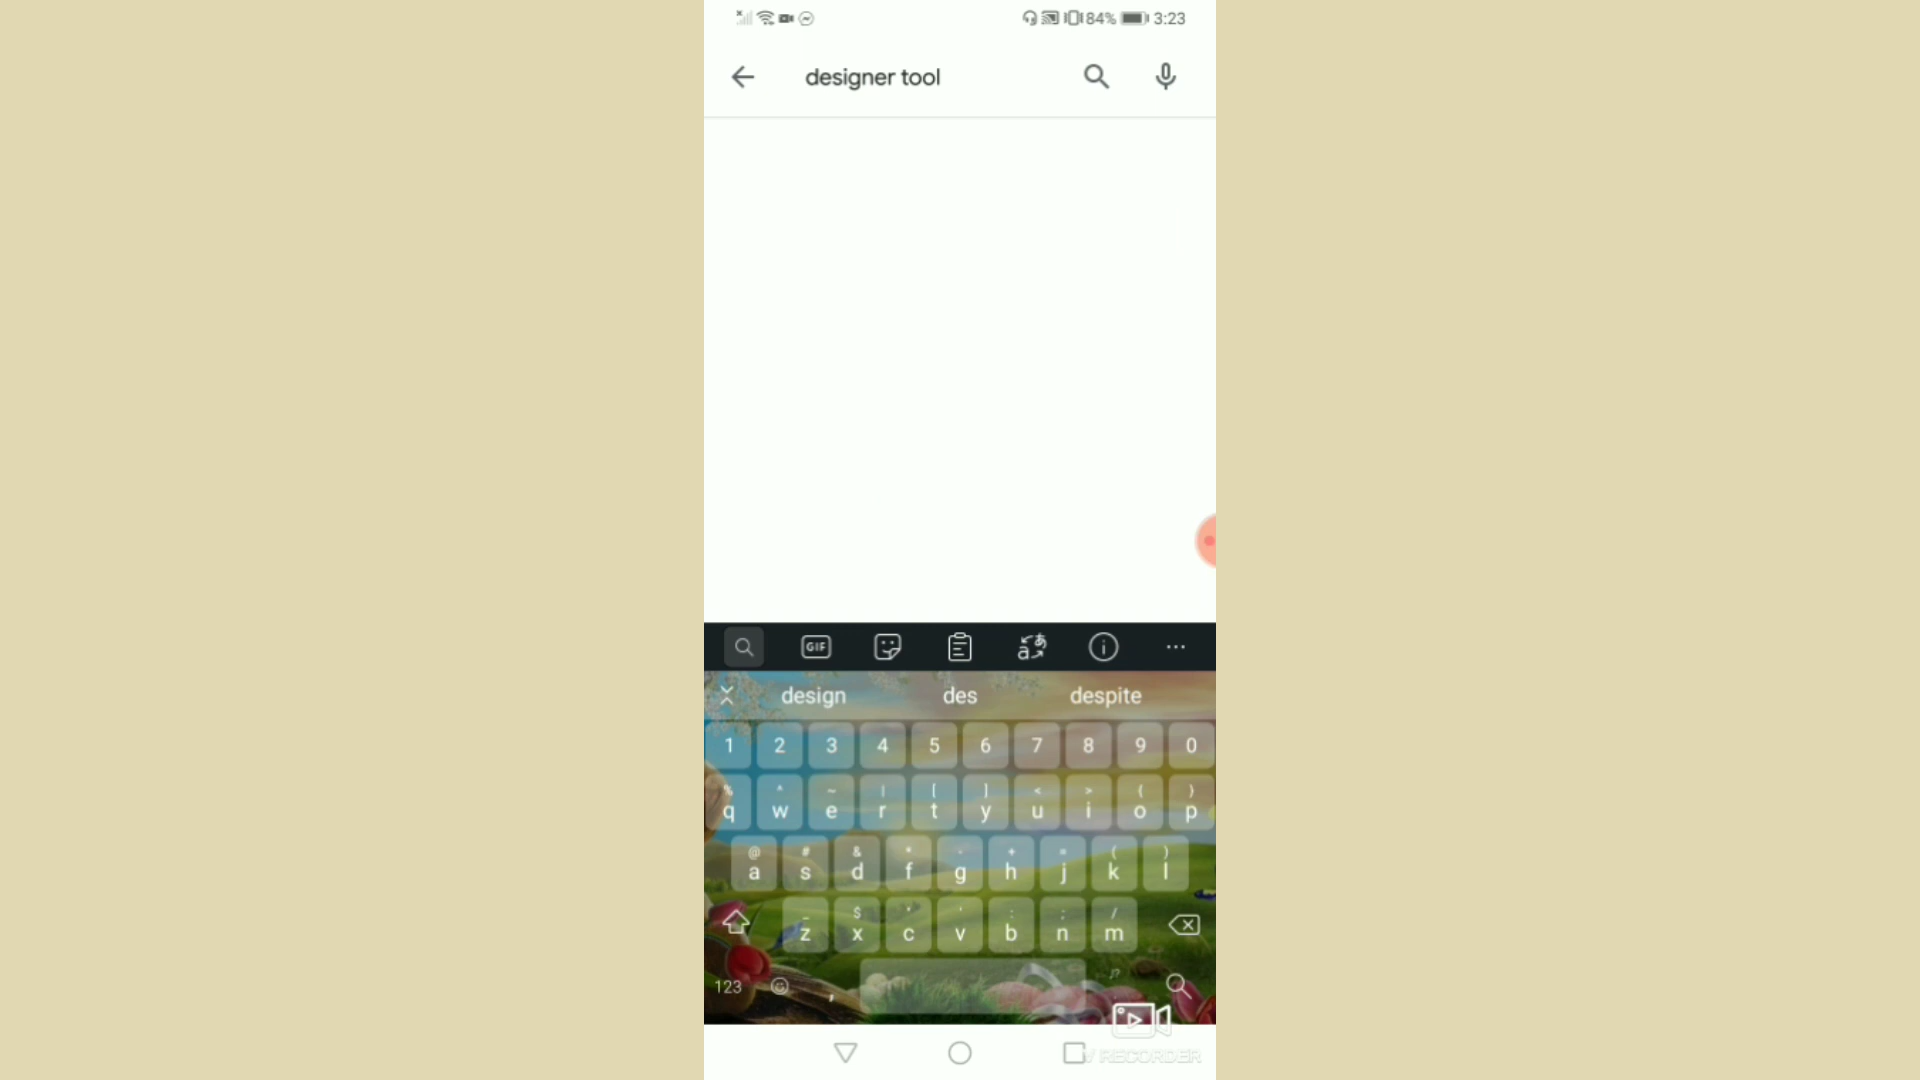 84% 3:23
designer tool
GIF
design des despite
1 2 3 4 5 6 7 8 9 0
% ^ ~ | [ ] < > { }
q w e r t y u i o p
@ # & * - + = ( )
a s d f g h j k l
_ $ " ' : ; /
z x c v b n m
!?
123 ,
V RECORDER